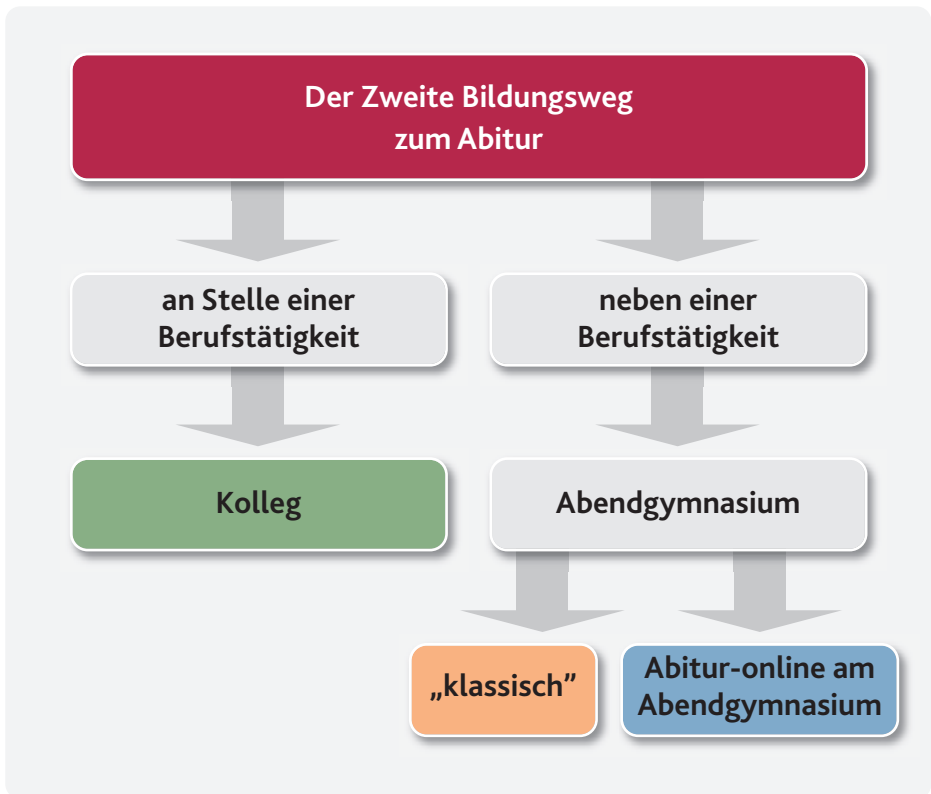 Der Zweite Bildungsweg
zum Abitur
an Stelle einer
Berufstätigkeit
neben einer
Berufstätigkeit
Kolleg
Abendgymnasium
„klassisch”
Abitur-online am
Abendgymnasium